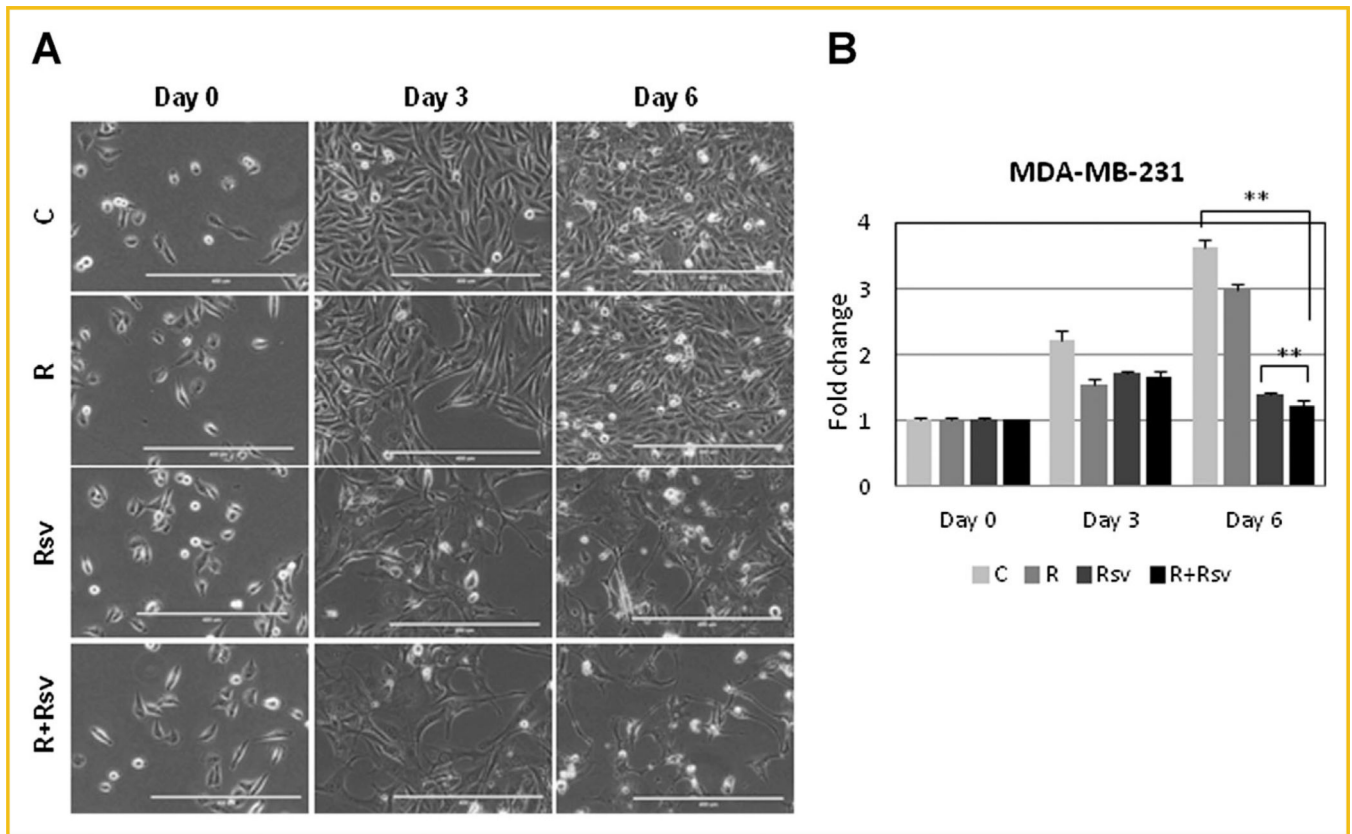 A
Day 0 Day 3 Day 6
C
R
Rsv
R+Rsv
B
MDA-MB-231
**
**
Fold change
4
3
2
1
0
Day 0 Day 3 Day 6
C R Rsv R+Rsv